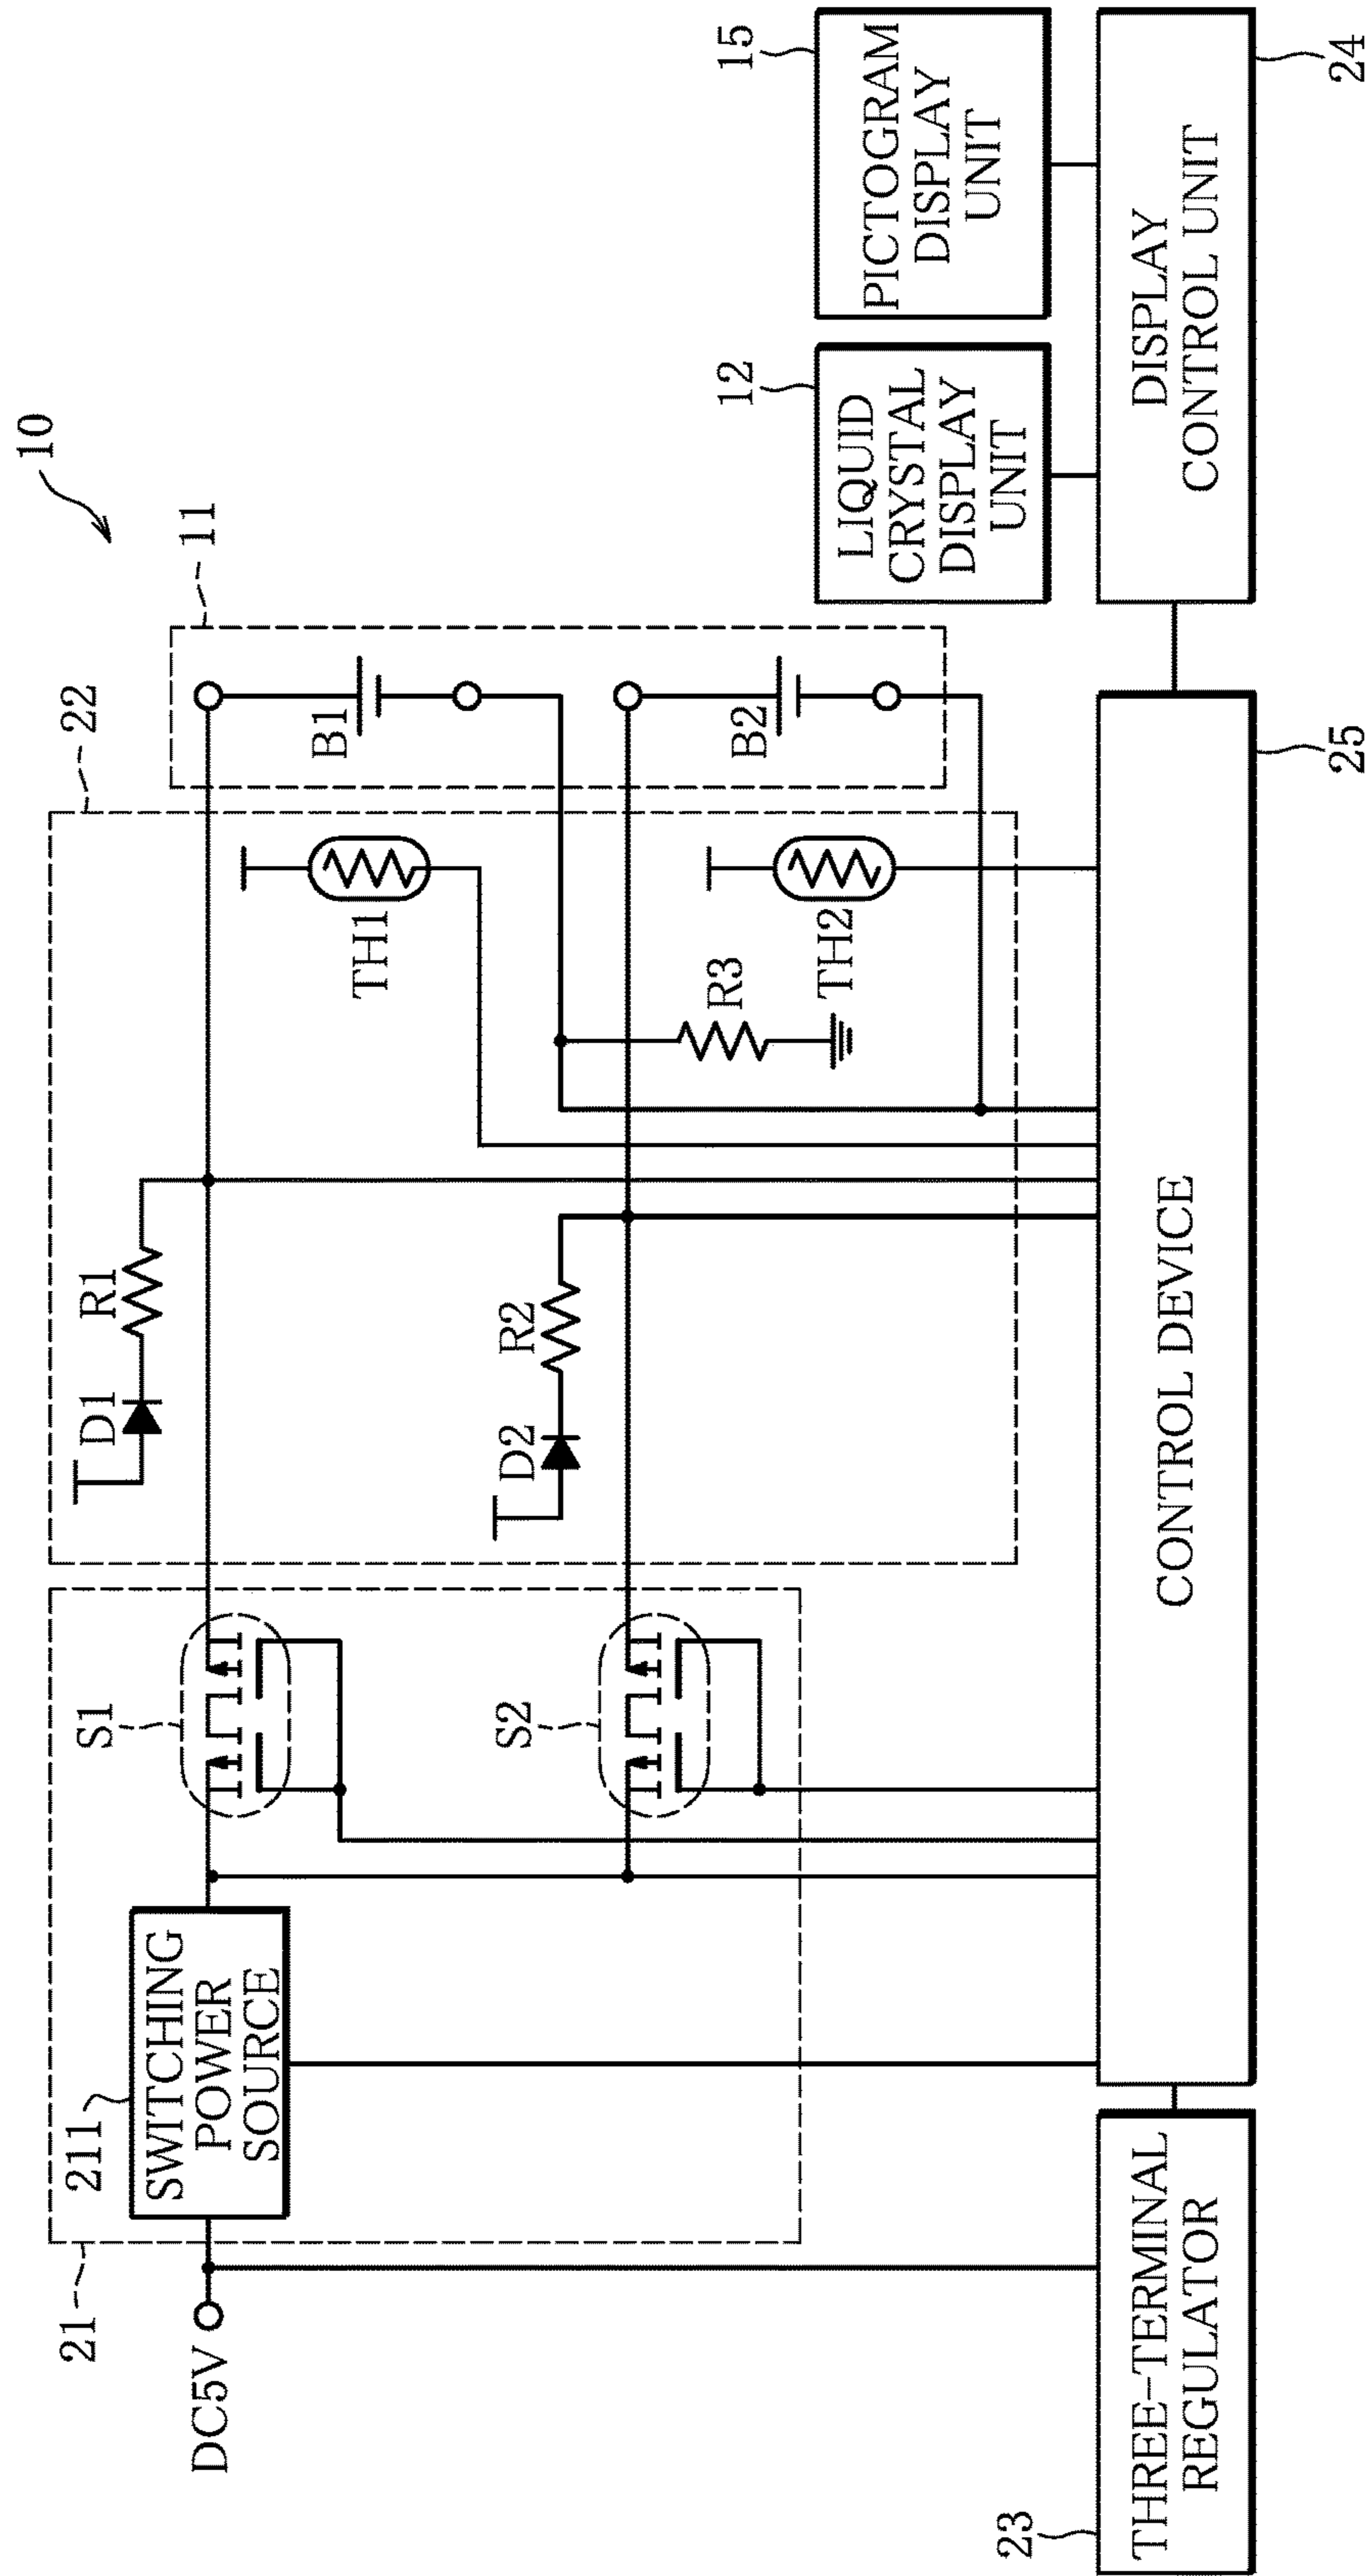 10
21
211
SWITCHING
POWER
SOURCE
DC5V
S1
S2
22
D1
R1
D2
R2
TH1
R3
TH2
11
B1
B2
12
LIQUID
CRYSTAL
DISPLAY
UNIT
15
PICTOGRAM
DISPLAY
UNIT
23
THREE-TERMINAL
REGULATOR
CONTROL DEVICE
25
DISPLAY
CONTROL UNIT
24